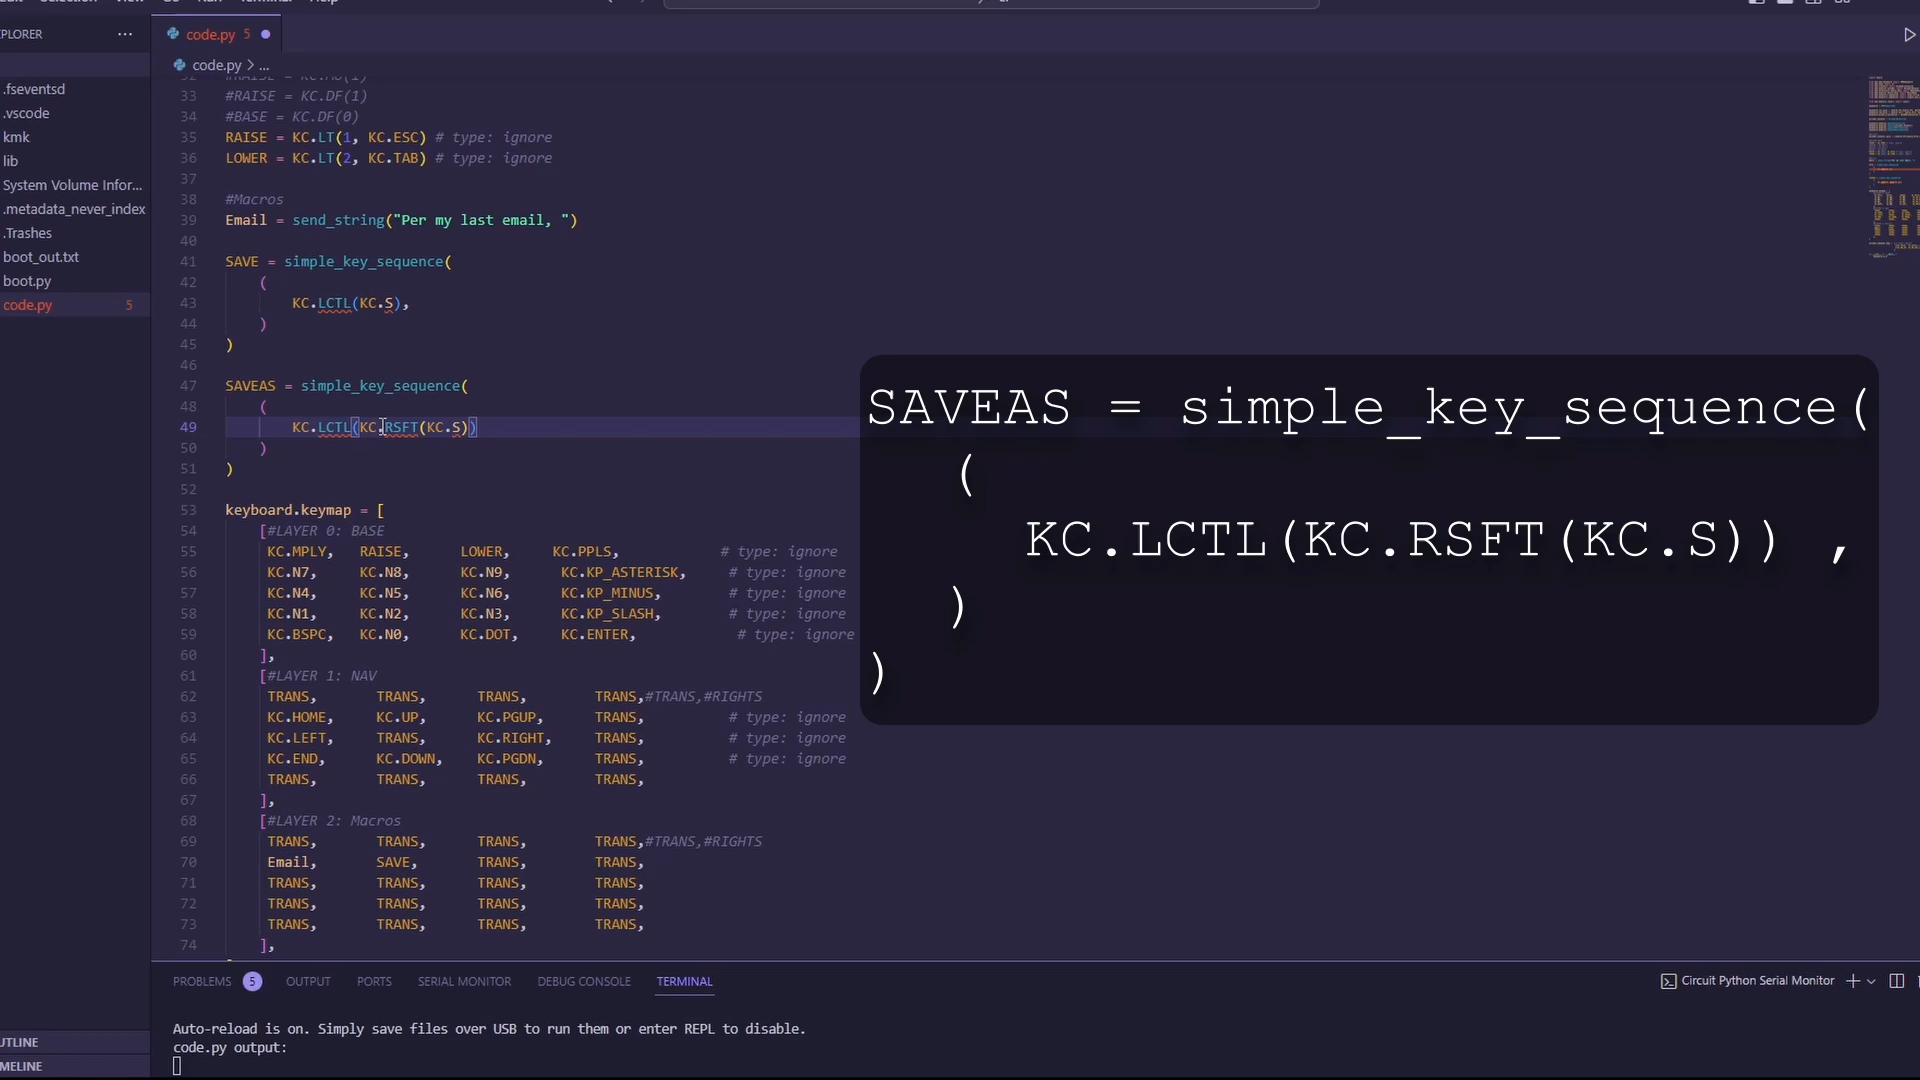 Selection View Go Run Terminal Help
PLORER ...
code.py 5
code.py > ...
.fseventsd
.vscode
kmk
lib
System Volume Infor...
.metadata_never_index
.Trashes
boot_out.txt
boot.py
code.py 5
UTLINE
MELINE
32 #RAISE = KC.MO(1)
33 #RAISE = KC.DF(1)
34 #BASE = KC.DF(0)
35 RAISE = KC.LT(1, KC.ESC) # type: ignore
36 LOWER = KC.LT(2, KC.TAB) # type: ignore
37
38 #Macros
39 Email = send_string("Per my last email, ")
40
41 SAVE = simple_key_sequence(
42 (
43 KC.LCTL(KC.S),
44 )
45 )
46
47 SAVEAS = simple_key_sequence(
48 (
49 KC.LCTL(KC.RSFT(KC.S))
50 )
51 )
52
53 keyboard.keymap = [
54 [#LAYER 0: BASE
55 KC.MPLY, RAISE, LOWER, KC.PPLS, # type: ignore
56 KC.N7, KC.N8, KC.N9, KC.KP_ASTERISK, # type: ignore
57 KC.N4, KC.N5, KC.N6, KC.KP_MINUS, # type: ignore
58 KC.N1, KC.N2, KC.N3, KC.KP_SLASH, # type: ignore
59 KC.BSPC, KC.N0, KC.DOT, KC.ENTER, # type: ignore
60 ],
61 [#LAYER 1: NAV
62 TRANS, TRANS, TRANS, TRANS,#TRANS,#RIGHTS
63 KC.HOME, KC.UP, KC.PGUP, TRANS, # type: ignore
64 KC.LEFT, TRANS, KC.RIGHT, TRANS, # type: ignore
65 KC.END, KC.DOWN, KC.PGDN, TRANS, # type: ignore
66 TRANS, TRANS, TRANS, TRANS,
67 ],
68 [#LAYER 2: Macros
69 TRANS, TRANS, TRANS, TRANS,#TRANS,#RIGHTS
70 Email, SAVE, TRANS, TRANS,
71 TRANS, TRANS, TRANS, TRANS,
72 TRANS, TRANS, TRANS, TRANS,
73 TRANS, TRANS, TRANS, TRANS,
74 ],
SAVEAS = simple_key_sequence(
(
KC.LCTL(KC.RSFT(KC.S)) ,
)
)
PROBLEMS 5 OUTPUT PORTS SERIAL MONITOR DEBUG CONSOLE TERMINAL
Circuit Python Serial Monitor
Auto-reload is on. Simply save files over USB to run them or enter REPL to disable.
code.py output: